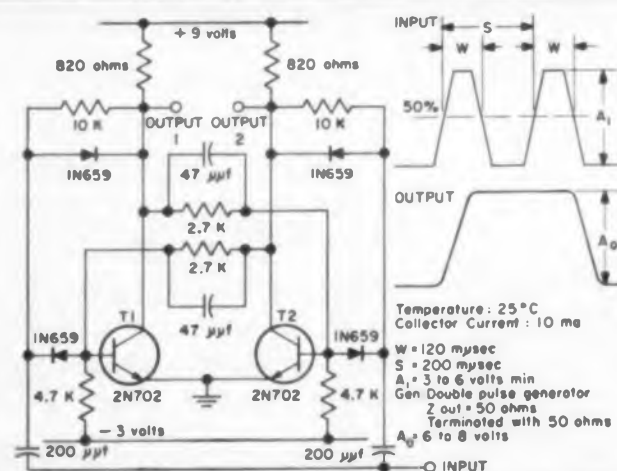 + 9 volts
820 ohms
820 ohms
10 K
OUTPUT 1
OUTPUT 2
10 K
1N659
47 µµf
1N659
2.7 K
2.7 K
47 µµf
1N659
T1
T2
1N659
2N702
2N702
4.7 K
4.7 K
– 3 volts
200 µµf
200 µµf
INPUT
INPUT
S
W
W
50%
A1
OUTPUT
Ao
Temperature : 25°C
Collector Current : 10 ma
W = 120 mµsec
S = 200 mµsec
A1 = 3 to 6 volts min
Gen Double pulse generator
Z out = 50 ohms
Terminated with 50 ohms
Ao = 6 to 8 volts